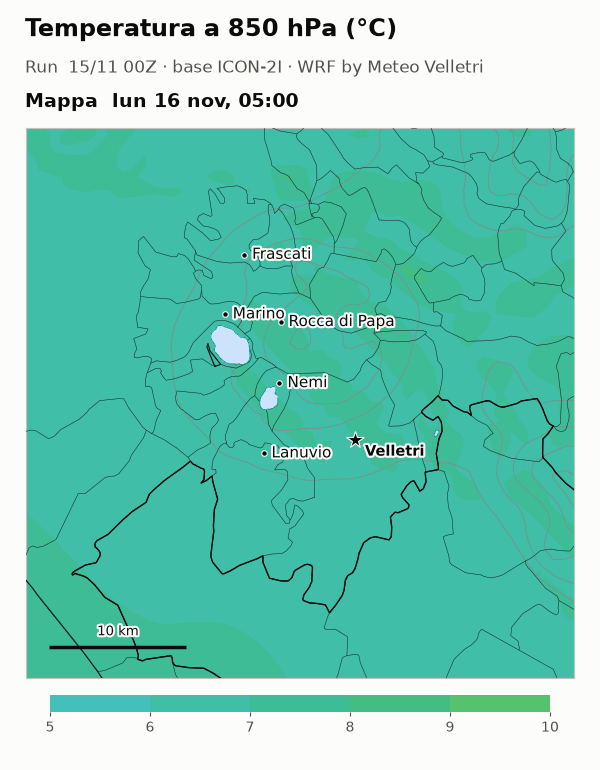 Temperatura a 850 hPa (°C)
Run  15/11 00Z · base ICON-2I · WRF by Meteo Velletri
Mappa  lun 16 nov, 05:00
Frascati
Marino
Rocca di Papa
Nemi
Velletri
Lanuvio
10 km
5 6 7 8 9 10